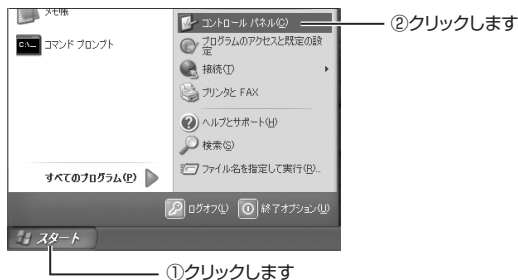 メモ帳
コマンド プロンプト
すべてのプログラム(P)
コントロール パネル(C)
プログラムのアクセスと既定の設
定
接続(T)
プリンタと FAX
ヘルプとサポート(H)
検索(S)
ファイル名を指定して実行(R)...
ログオフ(L)
終了オプション(U)
スタート
②クリックします
①クリックします